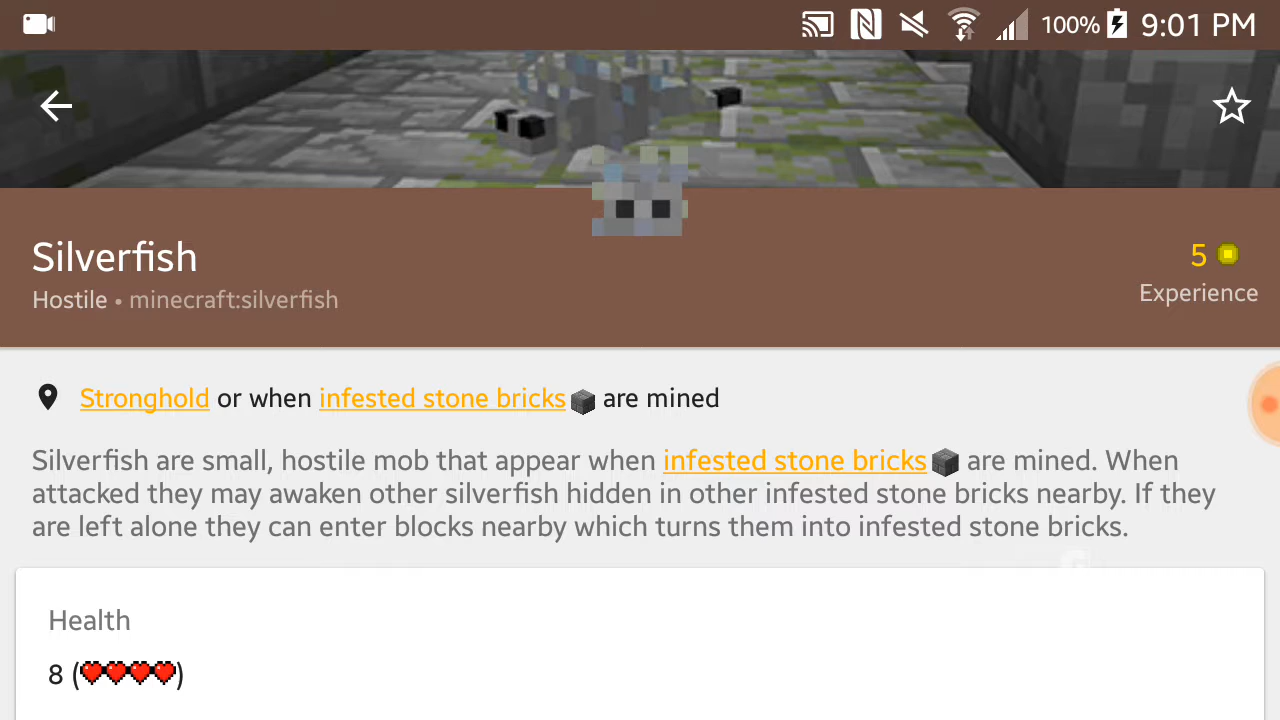 100% 9:01 PM
Silverfish
Hostile • minecraft:silverfish
5
Experience
Stronghold or when infested stone bricks are mined
Silverfish are small, hostile mob that appear when infested stone bricks are mined. When
attacked they may awaken other silverfish hidden in other infested stone bricks nearby. If they
are left alone they can enter blocks nearby which turns them into infested stone bricks.
Health
8 (❤❤❤❤)